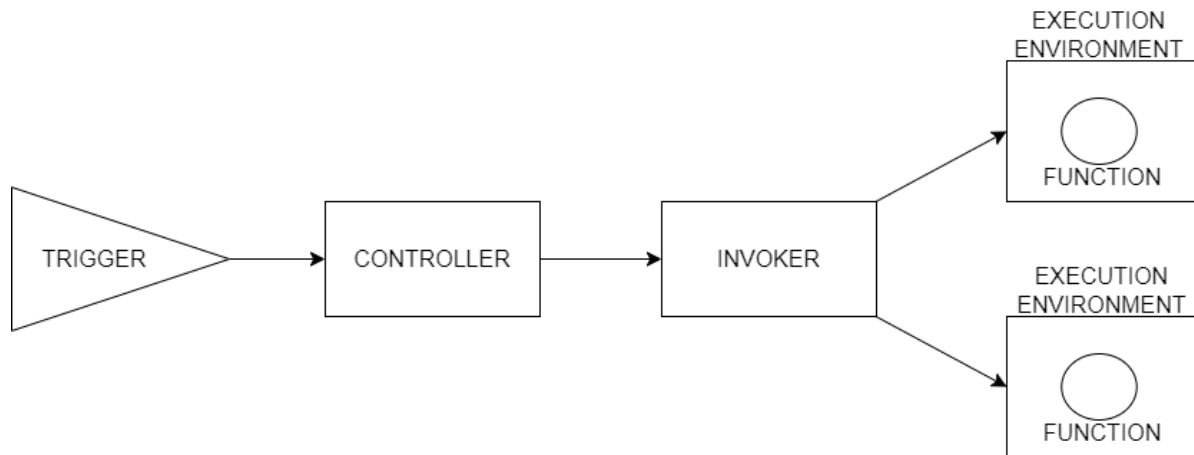 EXECUTION
ENVIRONMENT
FUNCTION
TRIGGER
CONTROLLER
INVOKER
EXECUTION
ENVIRONMENT
FUNCTION